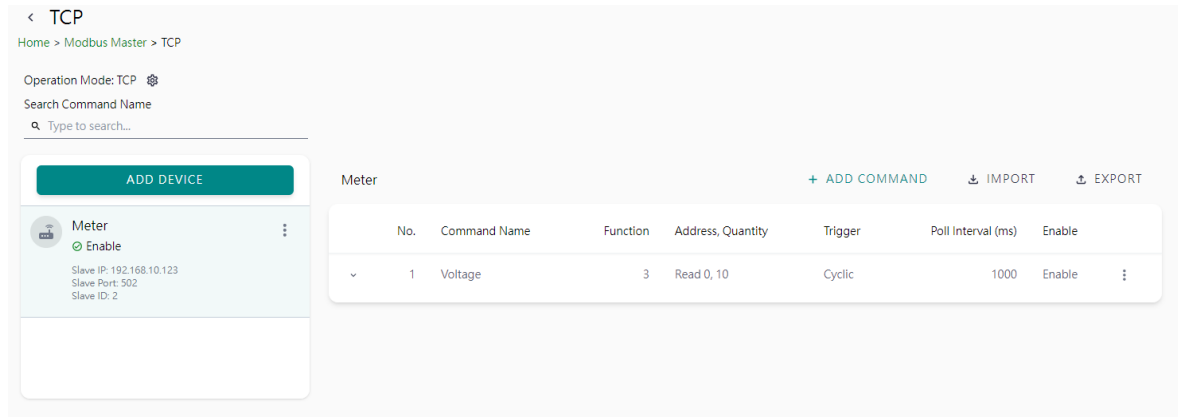 ‹ TCP
Home > Modbus Master > TCP
Operation Mode: TCP
Search Command Name
Type to search...
ADD DEVICE
Meter
Enable
Slave IP: 192.168.10.123
Slave Port: 502
Slave ID: 2
Meter + ADD COMMAND IMPORT EXPORT
No. Command Name Function Address, Quantity Trigger Poll Interval (ms) Enable
1 Voltage 3 Read 0, 10 Cyclic 1000 Enable